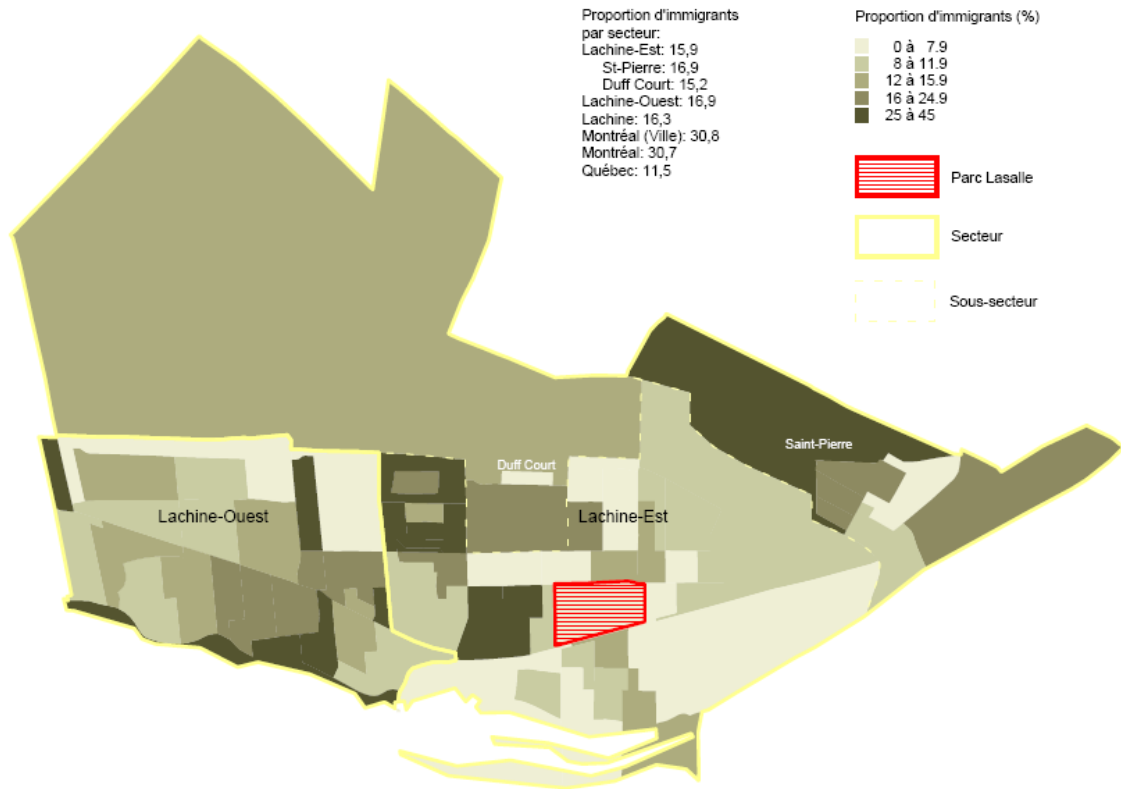 Proportion d'immigrants
par secteur:
Lachine-Est: 15,9
St-Pierre: 16,9
Duff Court: 15,2
Lachine-Ouest: 16,9
Lachine: 16,3
Montréal (Ville): 30,8
Montréal: 30,7
Québec: 11,5
Proportion d'immigrants (%)
0 à 7.9
8 à 11.9
12 à 15.9
16 à 24.9
25 à 45
Parc Lasalle
Secteur
Sous-secteur
Saint-Pierre
Duff Court
Lachine-Ouest
Lachine-Est